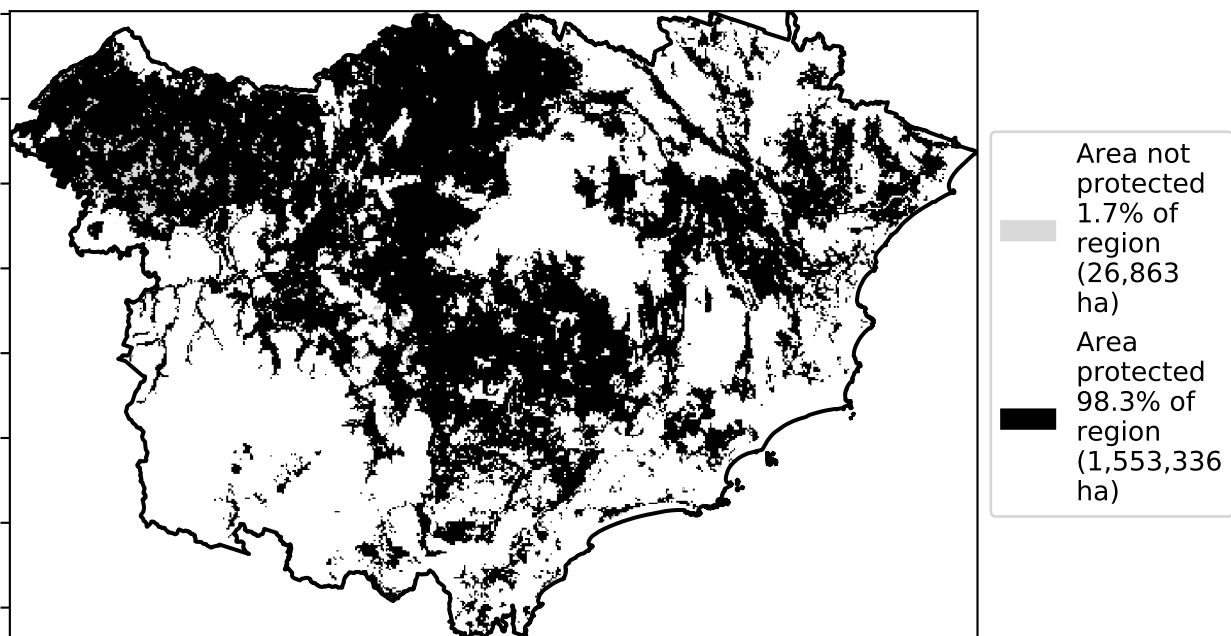 Area not
protected
1.7% of
region
(26,863
ha)
Area
protected
98.3% of
region
(1,553,336
ha)